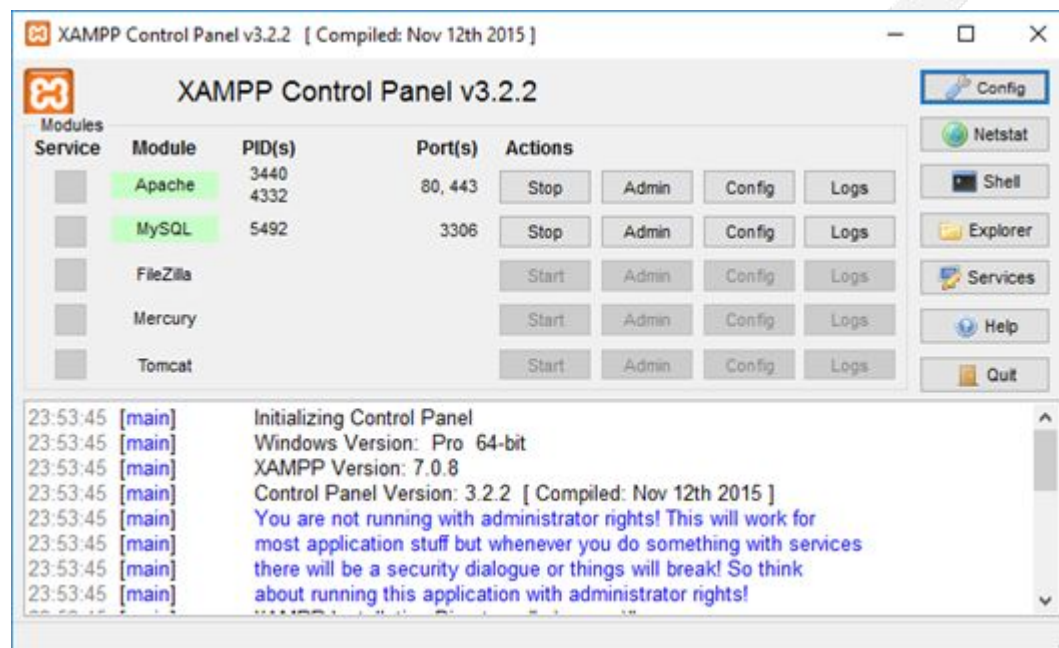 XAMPP Control Panel v3.2.2 [ Compiled: Nov 12th 2015 ]
XAMPP Control Panel v3.2.2
Config
Modules
Service Module PID(s) Port(s) Actions
Netstat
Apache 3440 4332 80, 443 Stop Admin Config Logs
Shell
MySQL 5492 3306 Stop Admin Config Logs
Explorer
FileZilla Start Admin Config Logs
Services
Mercury Start Admin Config Logs
Help
Tomcat Start Admin Config Logs
Quit
23:53:45 [main] Initializing Control Panel
23:53:45 [main] Windows Version: Pro 64-bit
23:53:45 [main] XAMPP Version: 7.0.8
23:53:45 [main] Control Panel Version: 3.2.2 [ Compiled: Nov 12th 2015 ]
23:53:45 [main] You are not running with administrator rights! This will work for
23:53:45 [main] most application stuff but whenever you do something with services
23:53:45 [main] there will be a security dialogue or things will break! So think
23:53:45 [main] about running this application with administrator rights!